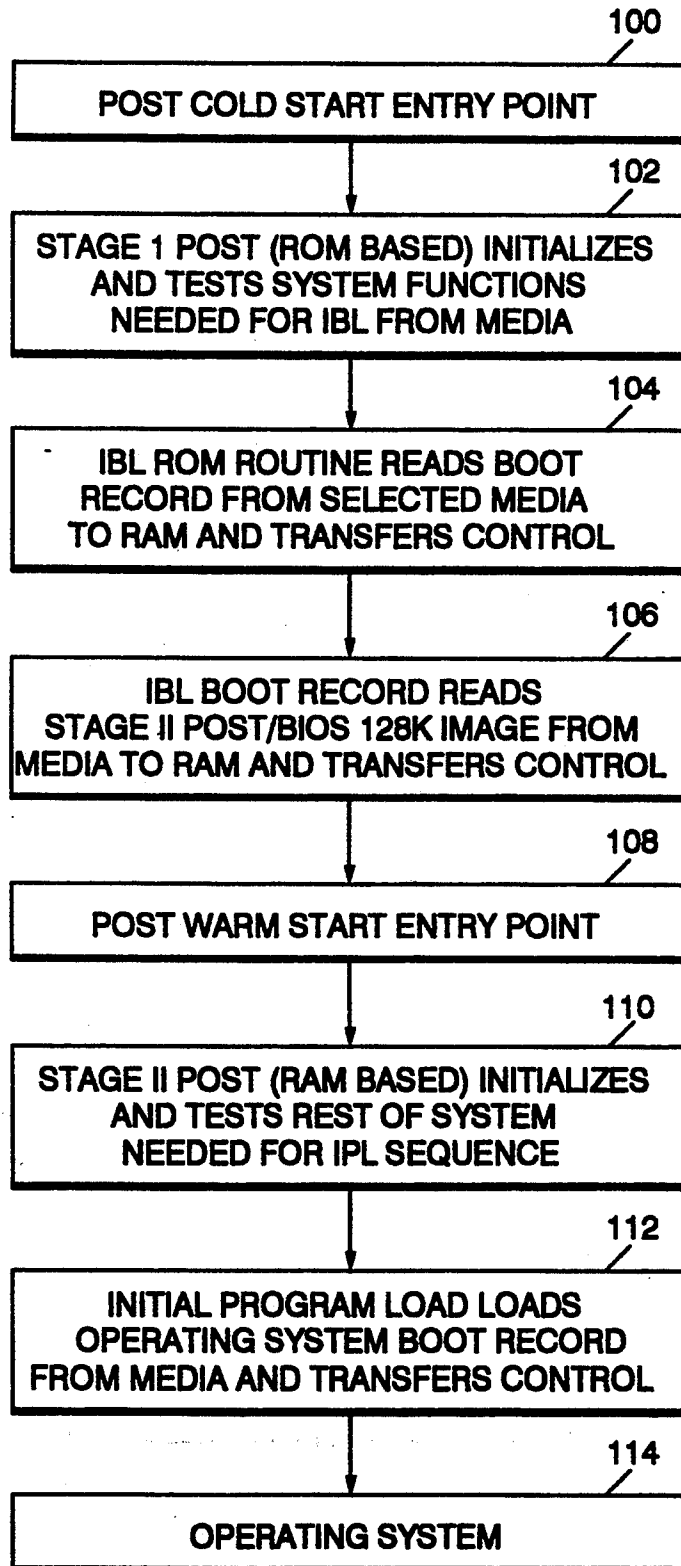 100
POST COLD START ENTRY POINT
102
STAGE 1 POST (ROM BASED) INITIALIZES
AND TESTS SYSTEM FUNCTIONS
NEEDED FOR IBL FROM MEDIA
104
IBL ROM ROUTINE READS BOOT
RECORD FROM SELECTED MEDIA
TO RAM AND TRANSFERS CONTROL
106
IBL BOOT RECORD READS
STAGE II POST/BIOS 128K IMAGE FROM
MEDIA TO RAM AND TRANSFERS CONTROL
108
POST WARM START ENTRY POINT
110
STAGE II POST (RAM BASED) INITIALIZES
AND TESTS REST OF SYSTEM
NEEDED FOR IPL SEQUENCE
112
INITIAL PROGRAM LOAD LOADS
OPERATING SYSTEM BOOT RECORD
FROM MEDIA AND TRANSFERS CONTROL
114
OPERATING SYSTEM